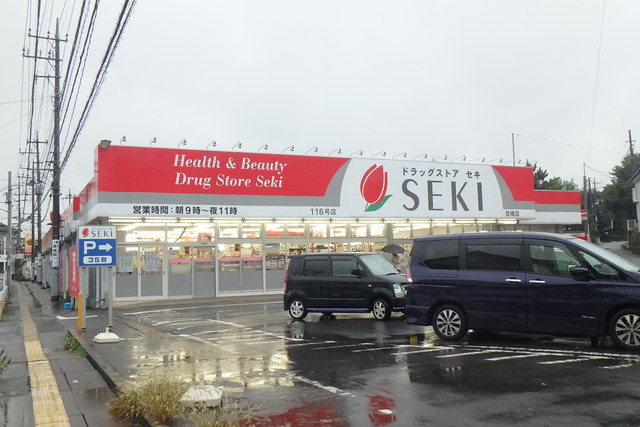 Health & Beauty
Drug Store Seki
営業時間：朝9時～夜11時
116号店
ドラッグストア セキ
SEKI
SEKI
P→
35台